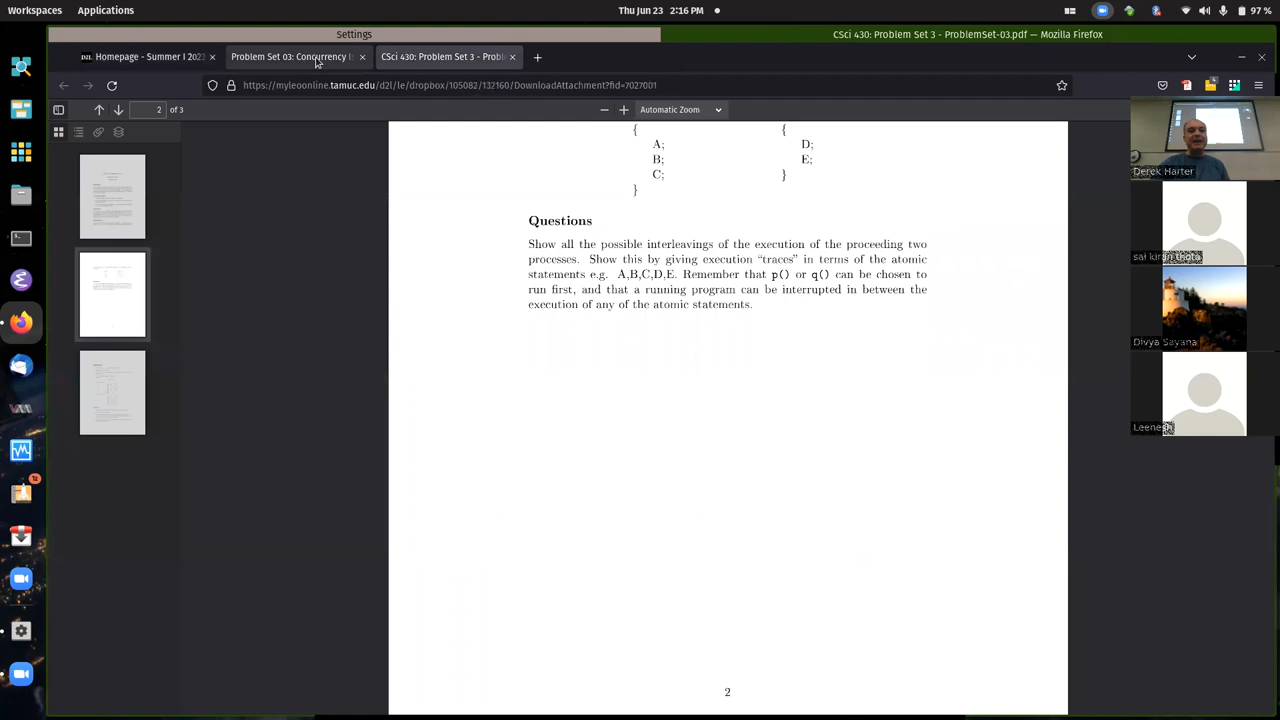 Workspaces Applications Thu Jun 23 2:16 PM 97 %
Settings CSci 430: Problem Set 3 - ProblemSet-03.pdf — Mozilla Firefox
D2L Homepage - Summer I 2022 Problem Set 03: Concurrency I CSci 430: Problem Set 3 - Probl
https://myleoonline.tamuc.edu/d2l/le/dropbox/105082/132160/DownloadAttachment?fid=7027001 4
2 of 3 Automatic Zoom
{ {
A; D;
B; E;
C; }
}
Derek Harter
Questions
Show all the possible interleavings of the execution of the proceeding two
processes. Show this by giving execution “traces” in terms of the atomic
statements e.g. A,B,C,D,E. Remember that p() or q() can be chosen to
run first, and that a running program can be interrupted in between the
execution of any of the atomic statements.
sai kiran thota
Divya Sayana
Leenesh
12
2